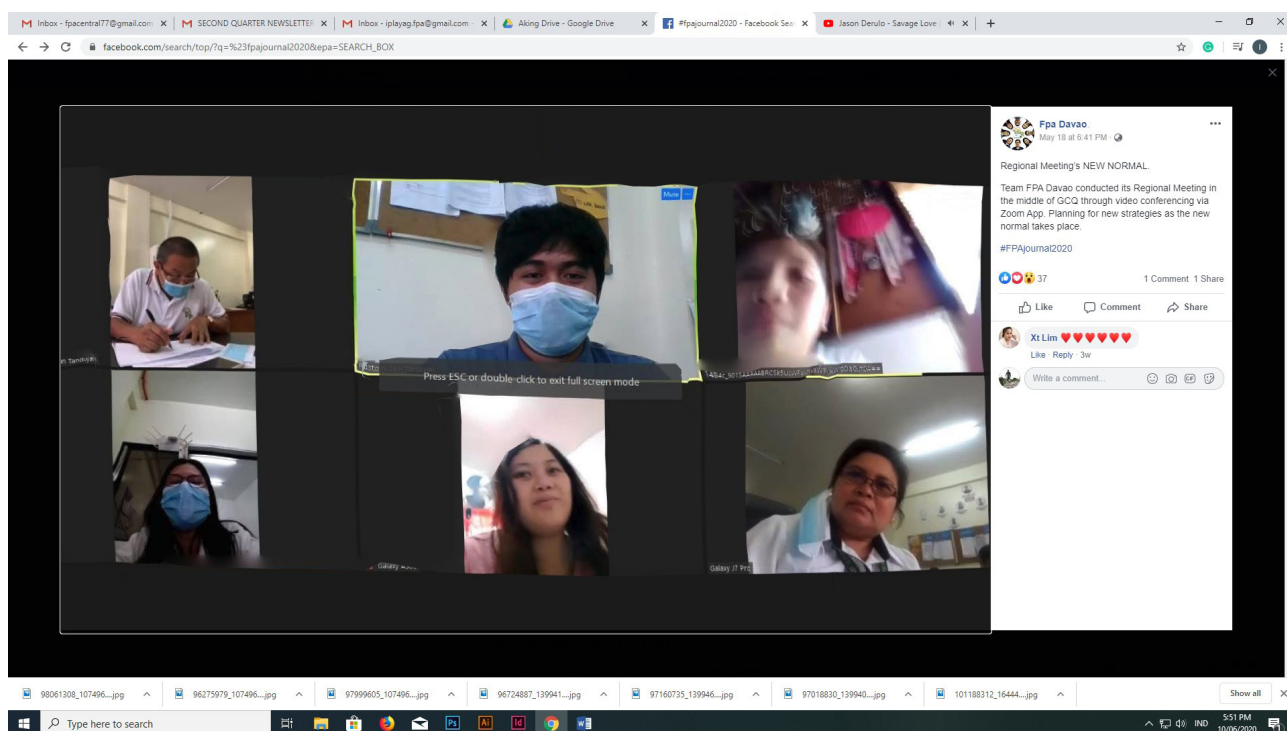 Inbox - fpacentral77@gmail.com
SECOND QUARTER NEWSLETTER
Inbox - iplayag.fpa@gmail.com -
Aking Drive - Google Drive
#fpajournal2020 - Facebook Sear
Jason Derulo - Savage Love |
facebook.com/search/top/?q=%23fpajournal2020&epa=SEARCH_BOX
Fpa Davao
May 18 at 6:41 PM
Regional Meeting's NEW NORMAL.
Team FPA Davao conducted its Regional Meeting in
the middle of GCQ through video conferencing via
Zoom App. Planning for new strategies as the new
normal takes place.
#FPAjournal2020
37
1 Comment 1 Share
Like Comment Share
Xt Lim
Like · Reply · 3w
Write a comment...
GIF
Mute
Press ESC or double-click to exit full screen mode
Galaxy
Galaxy J7 Pro
98061308_107496....jpg
96275979_107496....jpg
97999605_107496....jpg
96724887_139941....jpg
97160735_139946....jpg
97018830_139940....jpg
101188312_16444....jpg
Show all
Type here to search
Ps
Ai
Id
IND
5:51 PM
10/06/2020